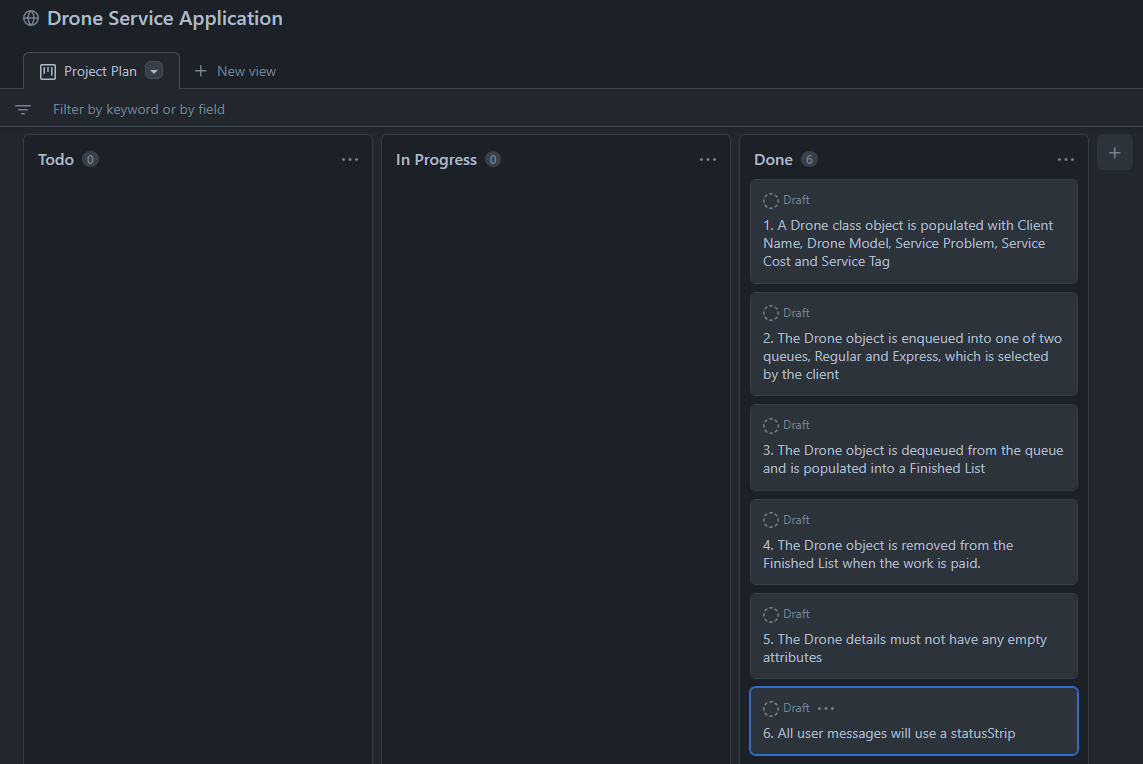 Drone Service Application
Project Plan
New view
Filter by keyword or by field
Todo 0
In Progress 0
Done 6
Draft
1. A Drone class object is populated with Client
Name, Drone Model, Service Problem, Service
Cost and Service Tag
Draft
2. The Drone object is enqueued into one of two
queues, Regular and Express, which is selected
by the client
Draft
3. The Drone object is dequeued from the queue
and is populated into a Finished List
Draft
4. The Drone object is removed from the
Finished List when the work is paid.
Draft
5. The Drone details must not have any empty
attributes
Draft
6. All user messages will use a statusStrip